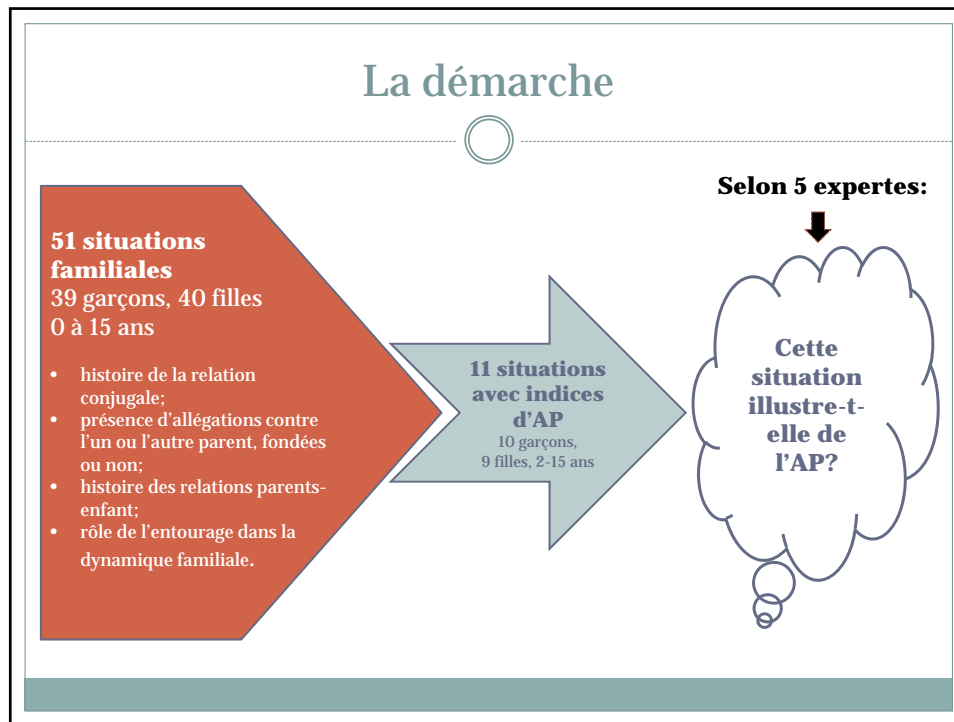 La démarche
51 situations
familiales
39 garçons, 40 filles
0 à 15 ans
• histoire de la relation
conjugale;
• présence d'allégations contre
l'un ou l'autre parent, fondées
ou non;
• histoire des relations parents-
enfant;
• rôle de l'entourage dans la
dynamique familiale.
11 situations
avec indices
d'AP
10 garçons,
9 filles, 2-15 ans
Selon 5 expertes:
Cette
situation
illustre-t-
elle de
l'AP?